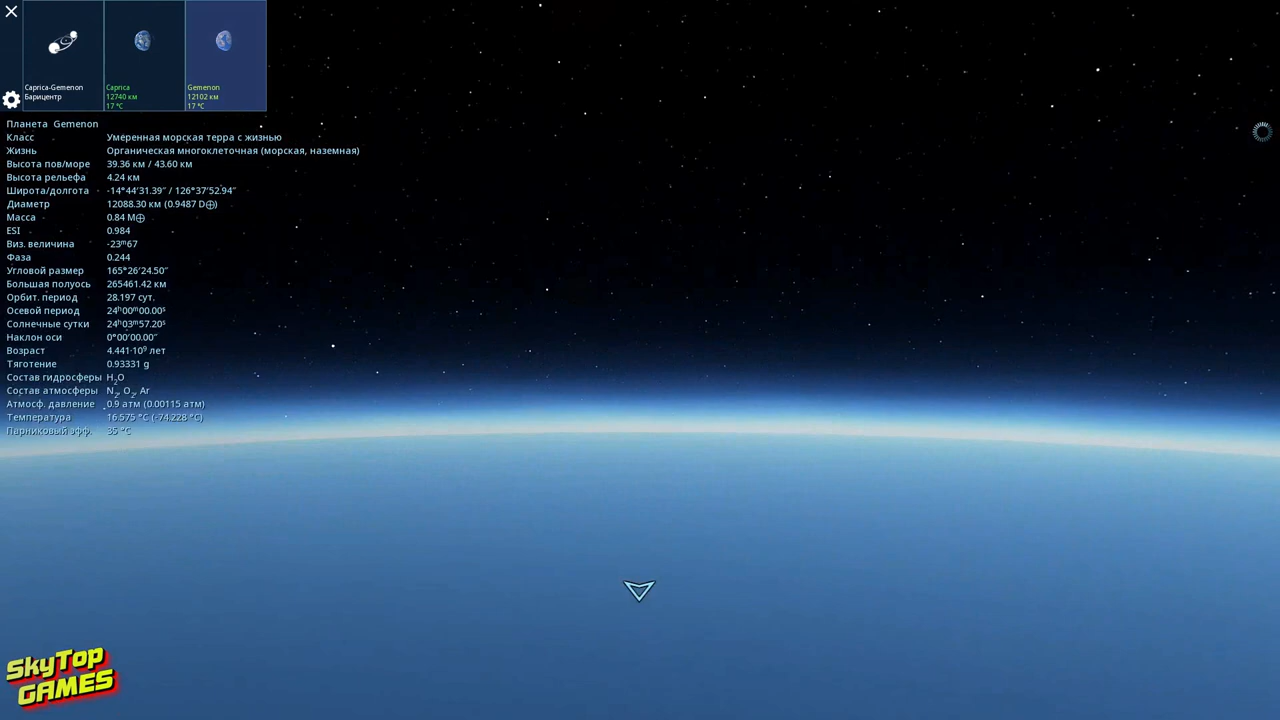 Caprica-Gemenon
Барицентр
Caprica
12740 км
17 °C
Gemenon
12102 км
17 °C
Планета Gemenon
Класс Умеренная морская терра с жизнью
Жизнь Органическая многоклеточная (морская, наземная)
Высота пов/море 39.36 км / 43.60 км
Высота рельефа 4.24 км
Широта/долгота -14°44′31.39″ / 126°37′52.94″
Диаметр 12088.30 км (0.9487 D⊕)
Масса 0.84 M⊕
ESI 0.984
Виз. величина -23ᵐ67
Фаза 0.244
Угловой размер 165°26′24.50″
Большая полуось 265461.42 км
Орбит. период 28.197 сут.
Осевой период 24ʰ00ᵐ00.00ˢ
Солнечные сутки 24ʰ03ᵐ57.20ˢ
Наклон оси 0°00′00.00″
Возраст 4.441·10⁹ лет
Тяготение 0.93331 g
Состав гидросферы H₂O
Состав атмосферы N₂, O₂, Ar
Атмосф. давление 0.9 атм (0.00115 атм)
Температура 16.575 °C (-74.228 °C)
Парниковый эфф. 35 °C
SkyTop
GAMES